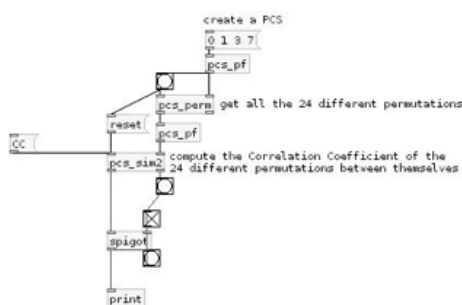 create a PCS
0 1 3 7
pcs_pf
pcs_perm
get all the 24 different permutations
reset
pcs_pf
CC
pcs_sim2
compute the Correlation Coefficient of the
24 different permutations between themselves
spigot
print